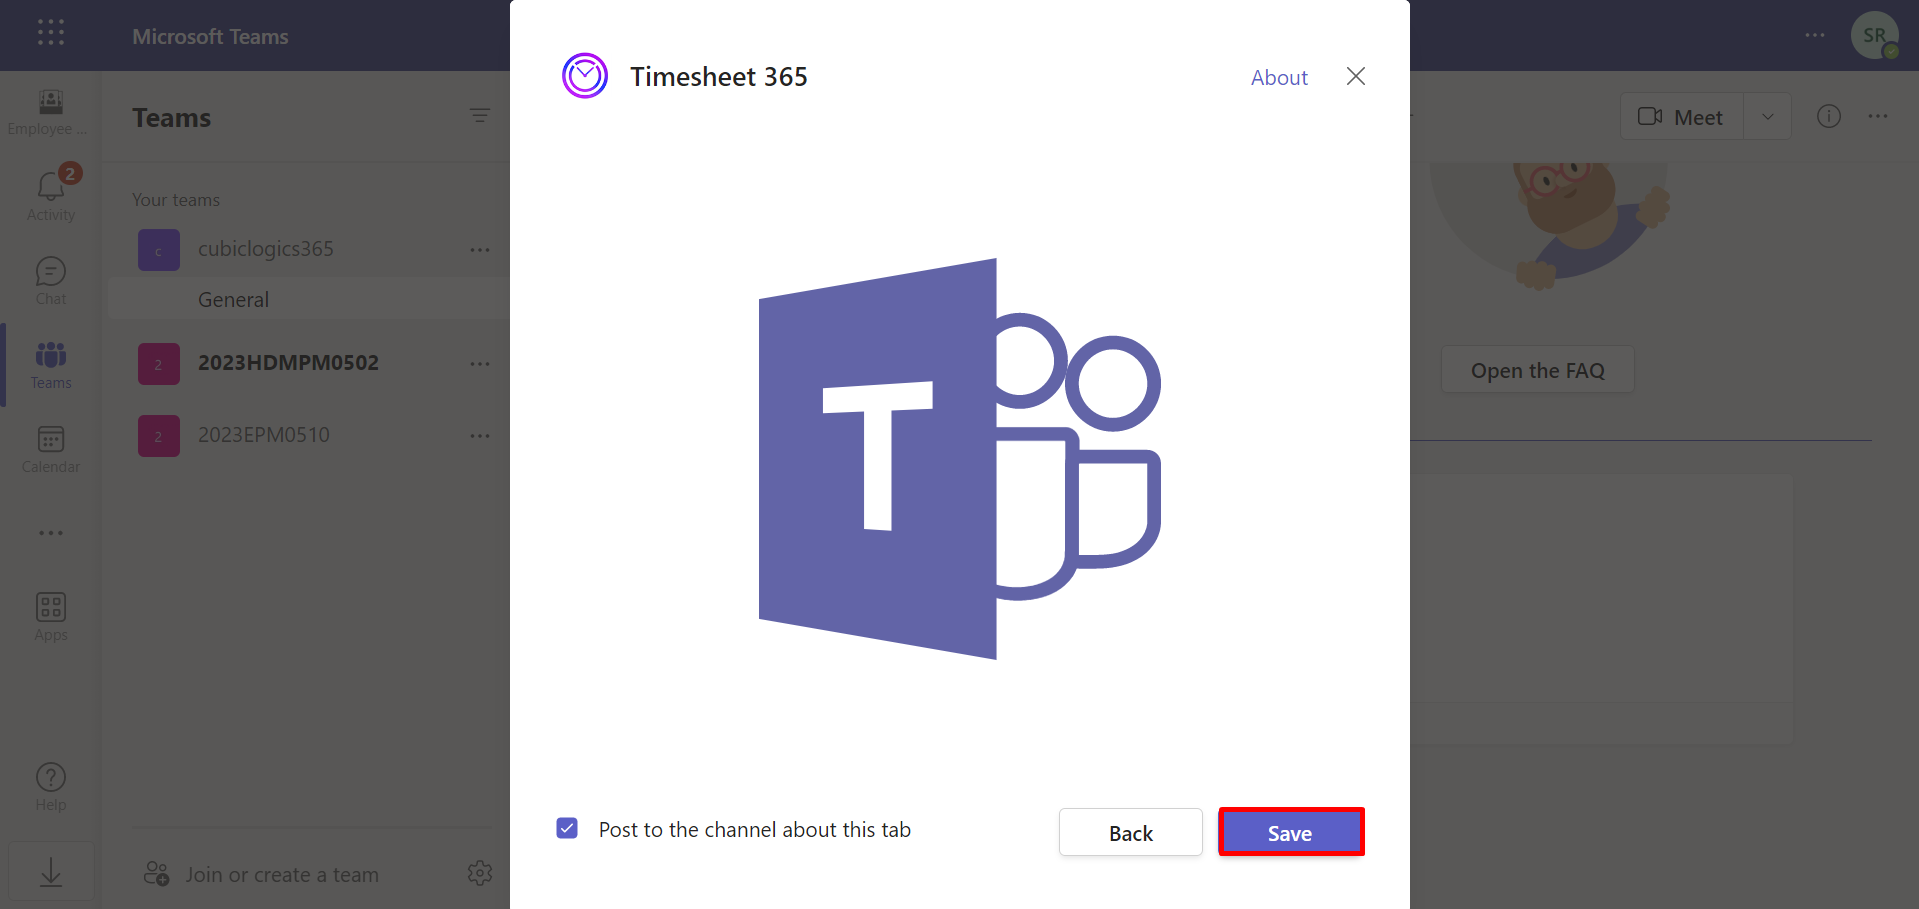 Microsoft Teams
SR
Timesheet 365
About
Employee ...
2
Activity
Chat
Teams
Calendar
Apps
Help
Teams
Your teams
c
cubiclogics365
General
2
2023HDMPM0502
2
2023EPM0510
Join or create a team
T
Post to the channel about this tab
Back
Save
Meet
Open the FAQ